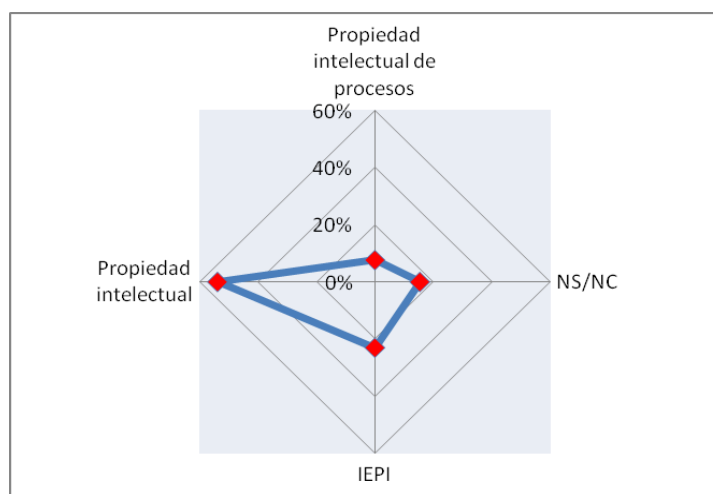 Propiedad
intelectual de
procesos
60%
40%
20%
0%
Propiedad
intelectual
NS/NC
IEPI